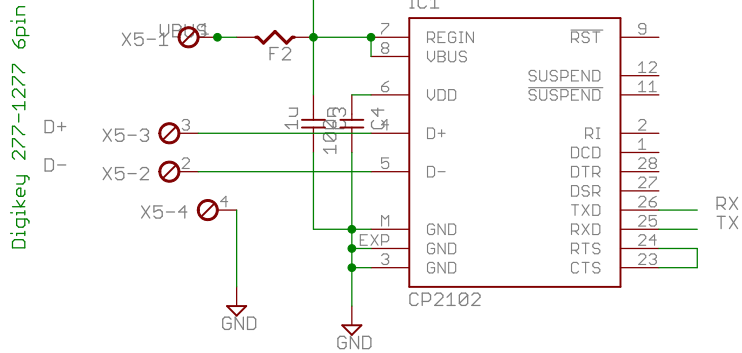 IC1
Digikey 277-1277 6pin
VBUS
X5-1
1
F2
7
REGIN
8
VBUS
6
VDD
1u
C4
D+
X5-3
3
4
D+
D-
X5-2
2
5
D-
X5-4
4
M
GND
EXP
GND
3
GND
GND
GND
RST
9
SUSPEND
12
SUSPEND
11
RI
2
DCD
1
DTR
28
DSR
27
TXD
26
RX
RXD
25
TX
RTS
24
CTS
23
CP2102